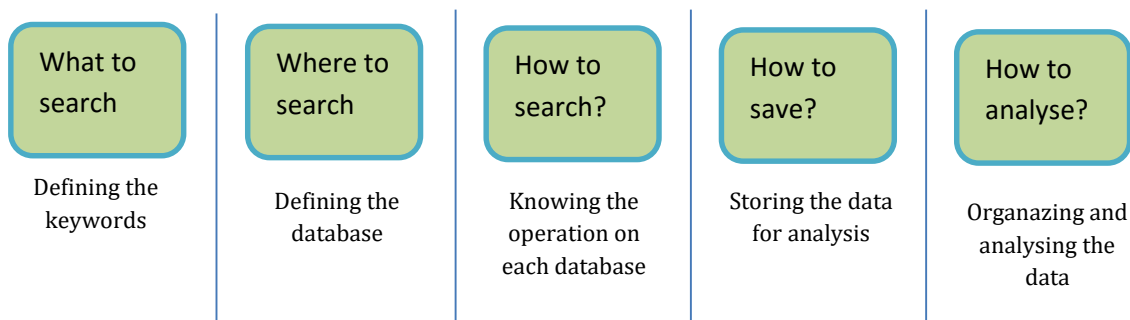 What to
search
Defining the
keywords
Where to
search
Defining the
database
How to
search?
Knowing the
operation on
each database
How to
save?
Storing the data
for analysis
How to
analyse?
Organazing and
analysing the
data